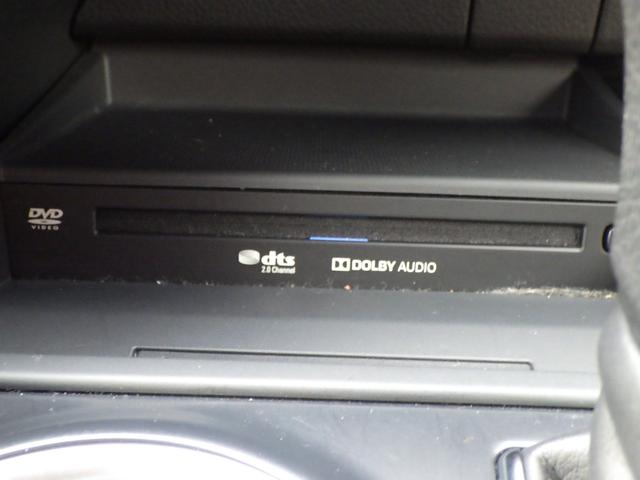 DVD
VIDEO
dts
2.0 Channel
DOLBY AUDIO